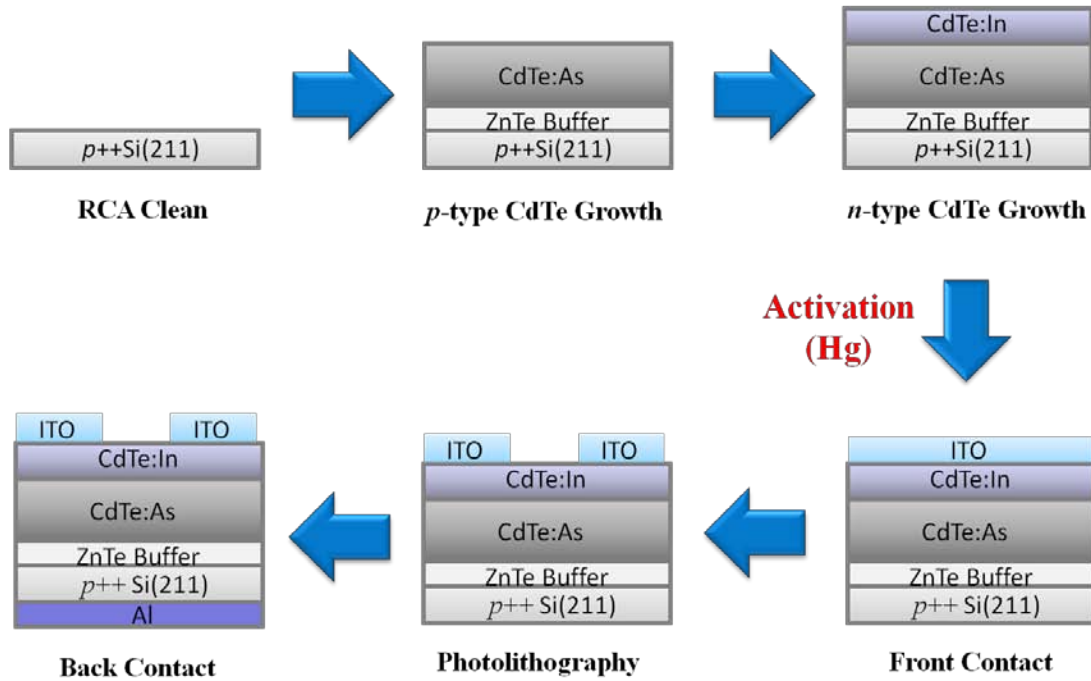 p++Si(211)
RCA Clean
CdTe:As
ZnTe Buffer
p++Si(211)
p-type CdTe Growth
CdTe:In
CdTe:As
ZnTe Buffer
p++Si(211)
n-type CdTe Growth
Activation
(Hg)
ITO
CdTe:In
CdTe:As
ZnTe Buffer
p++ Si(211)
Front Contact
ITO ITO
CdTe:In
CdTe:As
ZnTe Buffer
p++ Si(211)
Photolithography
ITO ITO
CdTe:In
CdTe:As
ZnTe Buffer
p++ Si(211)
Al
Back Contact